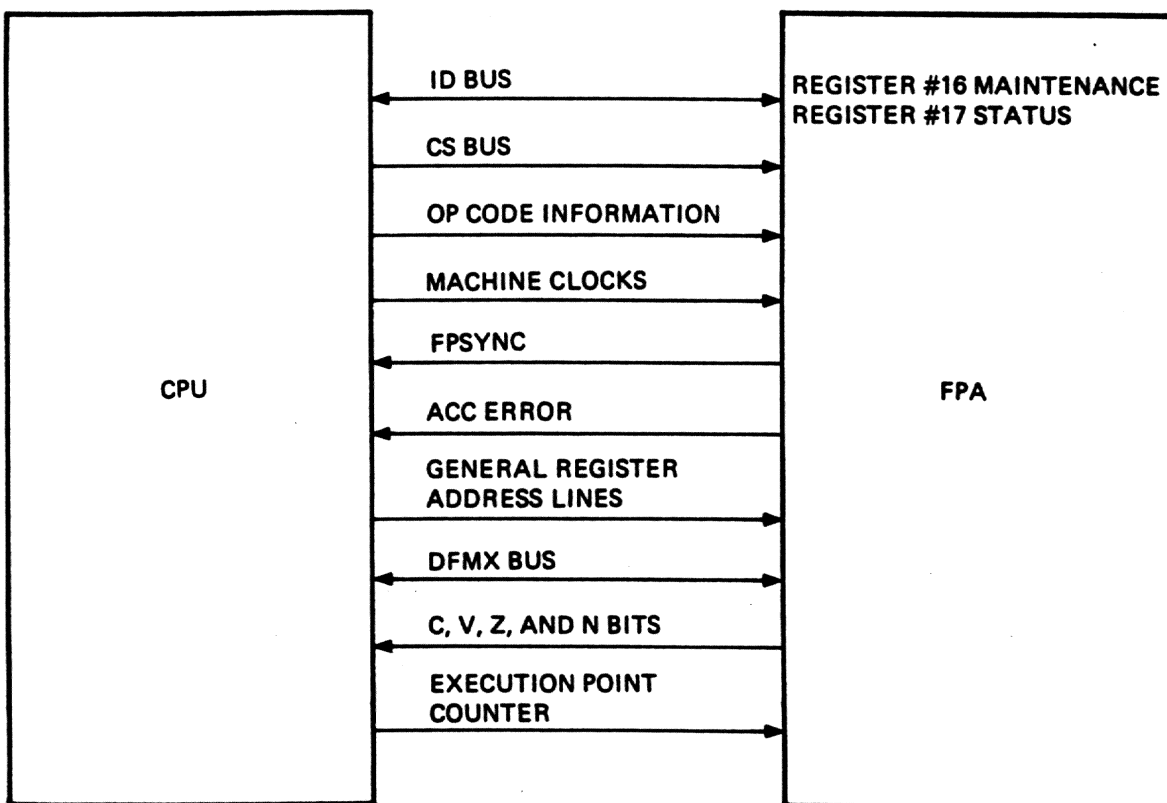 ID BUS
REGISTER #16 MAINTENANCE
REGISTER #17 STATUS
CS BUS
OP CODE INFORMATION
MACHINE CLOCKS
FPSYNC
CPU
FPA
ACC ERROR
GENERAL REGISTER
ADDRESS LINES
DFMX BUS
C, V, Z, AND N BITS
EXECUTION POINT
COUNTER